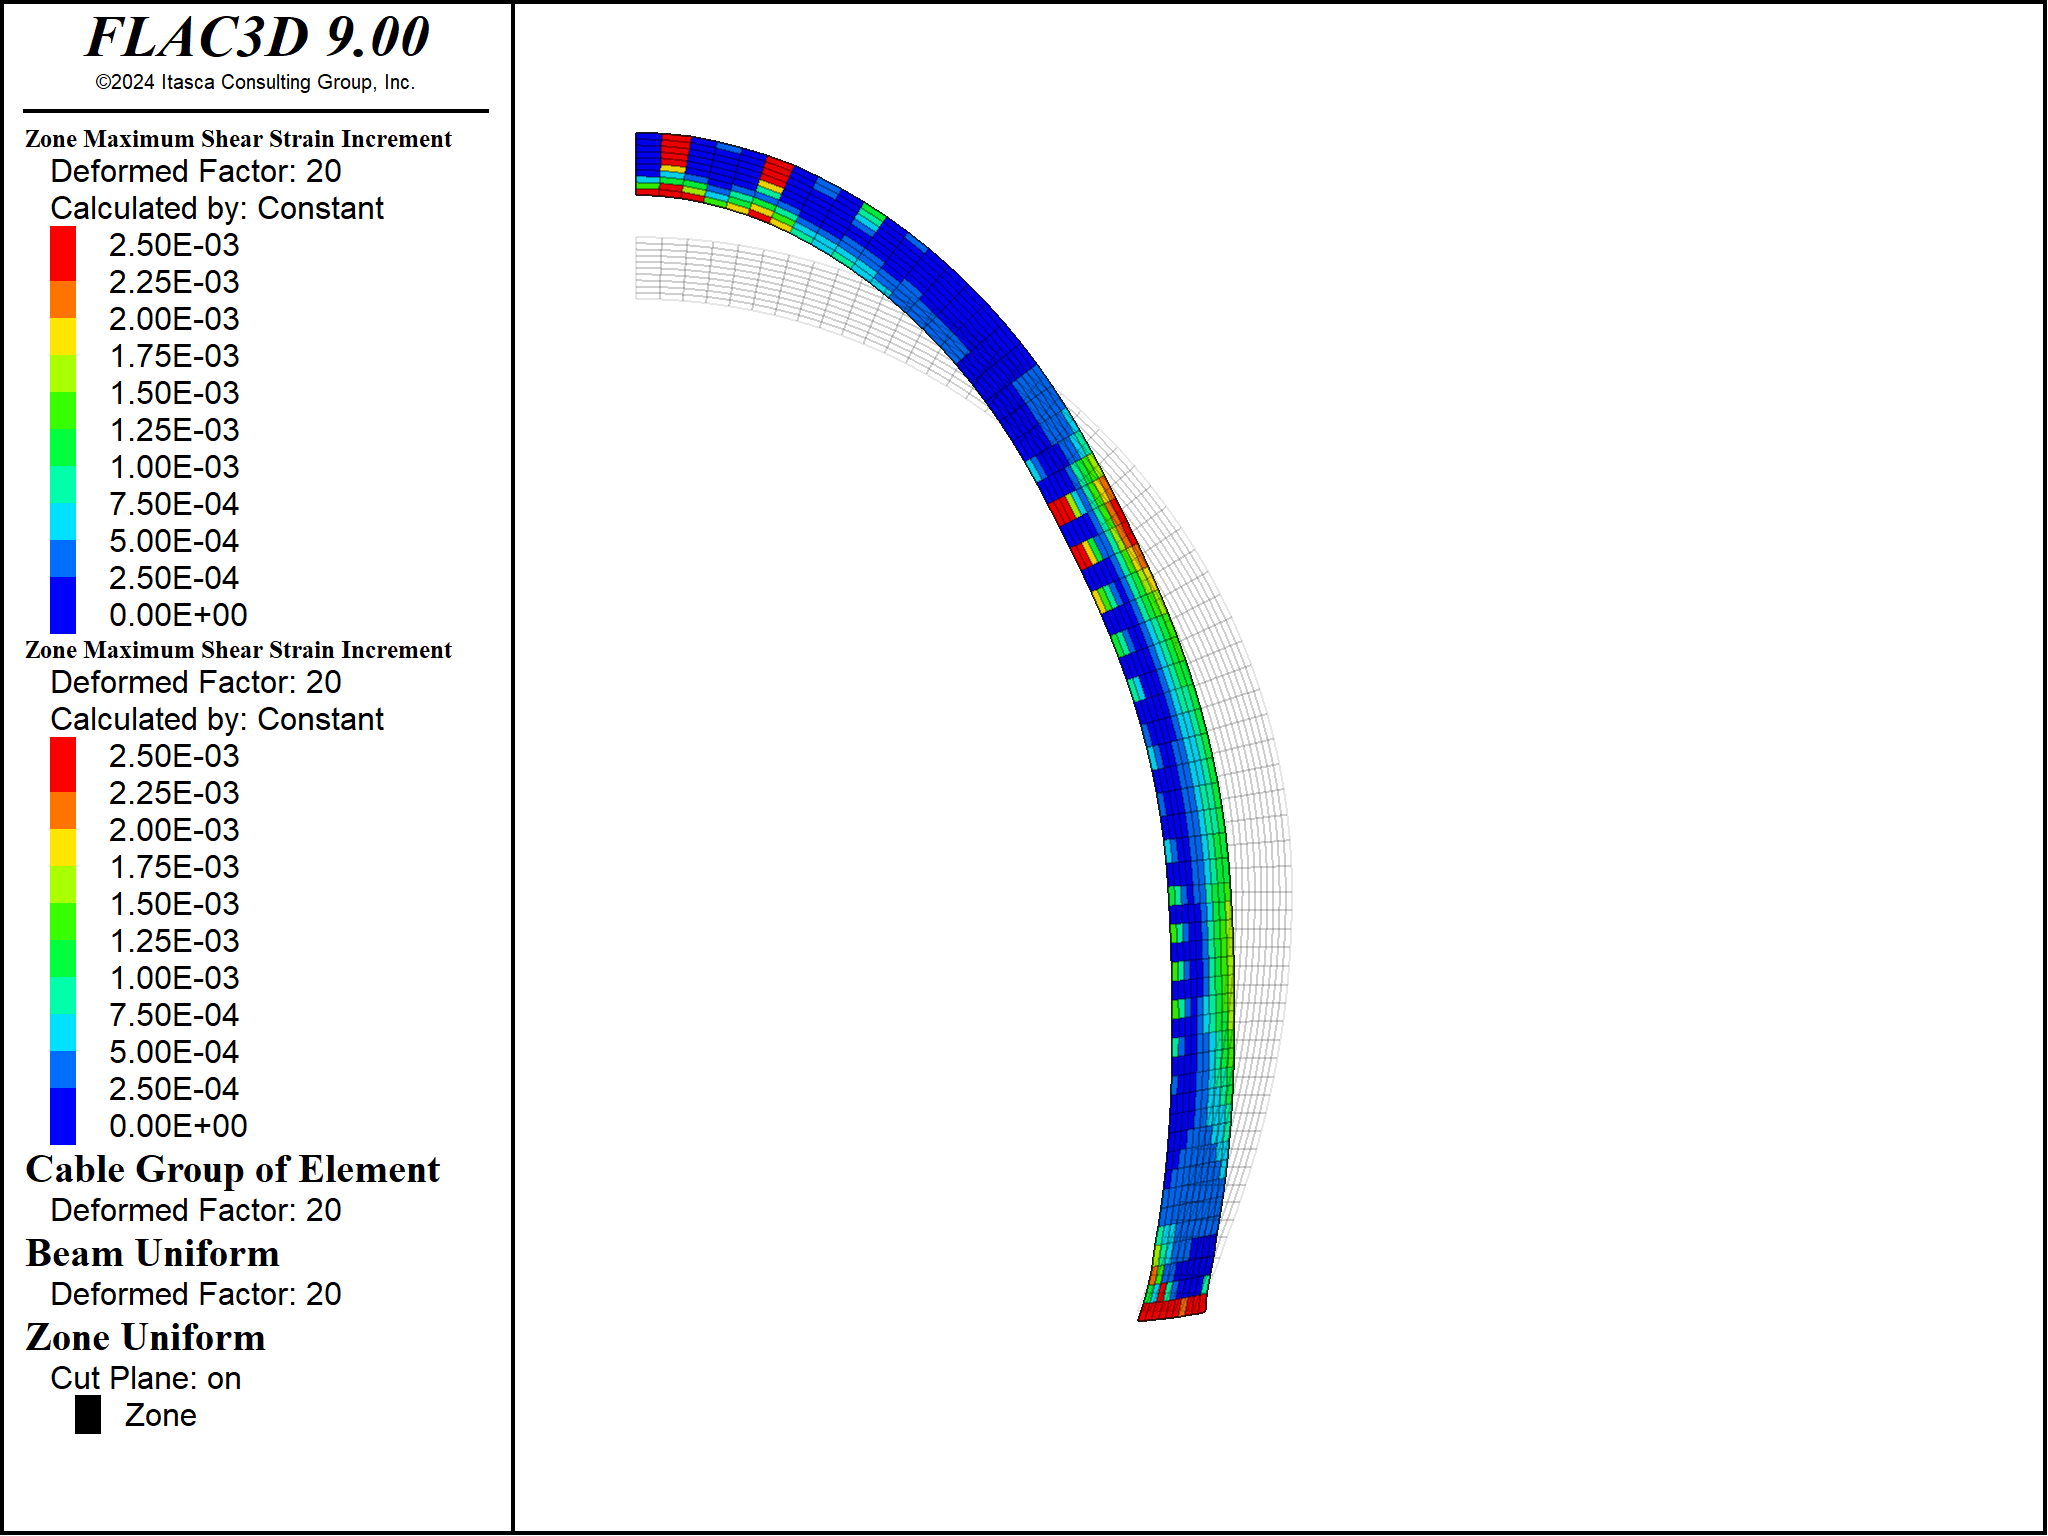 FLAC3D 9.00
©2024 Itasca Consulting Group, Inc.
Zone Maximum Shear Strain Increment
Deformed Factor: 20
Calculated by: Constant
2.50E-03
2.25E-03
2.00E-03
1.75E-03
1.50E-03
1.25E-03
1.00E-03
7.50E-04
5.00E-04
2.50E-04
0.00E+00
Zone Maximum Shear Strain Increment
Deformed Factor: 20
Calculated by: Constant
2.50E-03
2.25E-03
2.00E-03
1.75E-03
1.50E-03
1.25E-03
1.00E-03
7.50E-04
5.00E-04
2.50E-04
0.00E+00
Cable Group of Element
Deformed Factor: 20
Beam Uniform
Deformed Factor: 20
Zone Uniform
Cut Plane: on
Zone